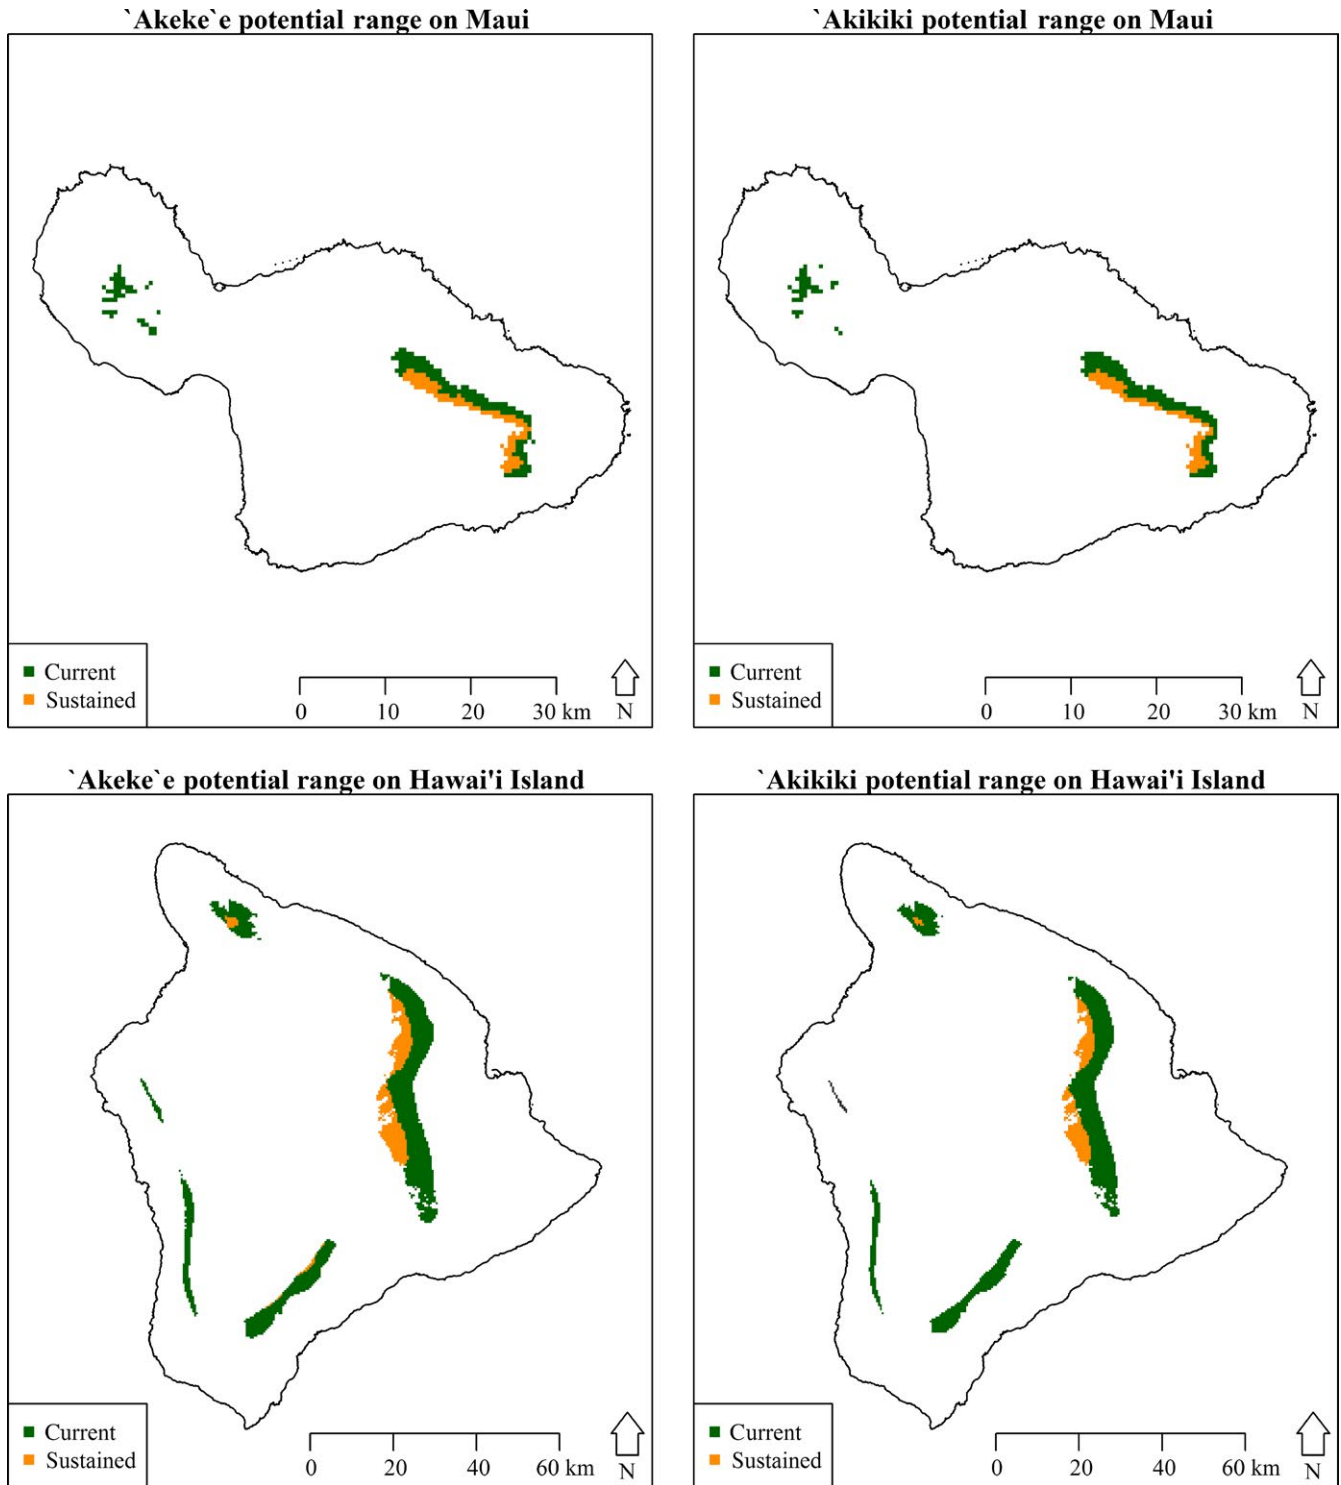 `Akeke`e potential range on Maui
Current
Sustained
0 10 20 30 km
N
`Akikiki potential range on Maui
Current
Sustained
0 10 20 30 km
N
`Akeke`e potential range on Hawai'i Island
Current
Sustained
0 20 40 60 km
N
`Akikiki potential range on Hawai'i Island
Current
Sustained
0 20 40 60 km
N